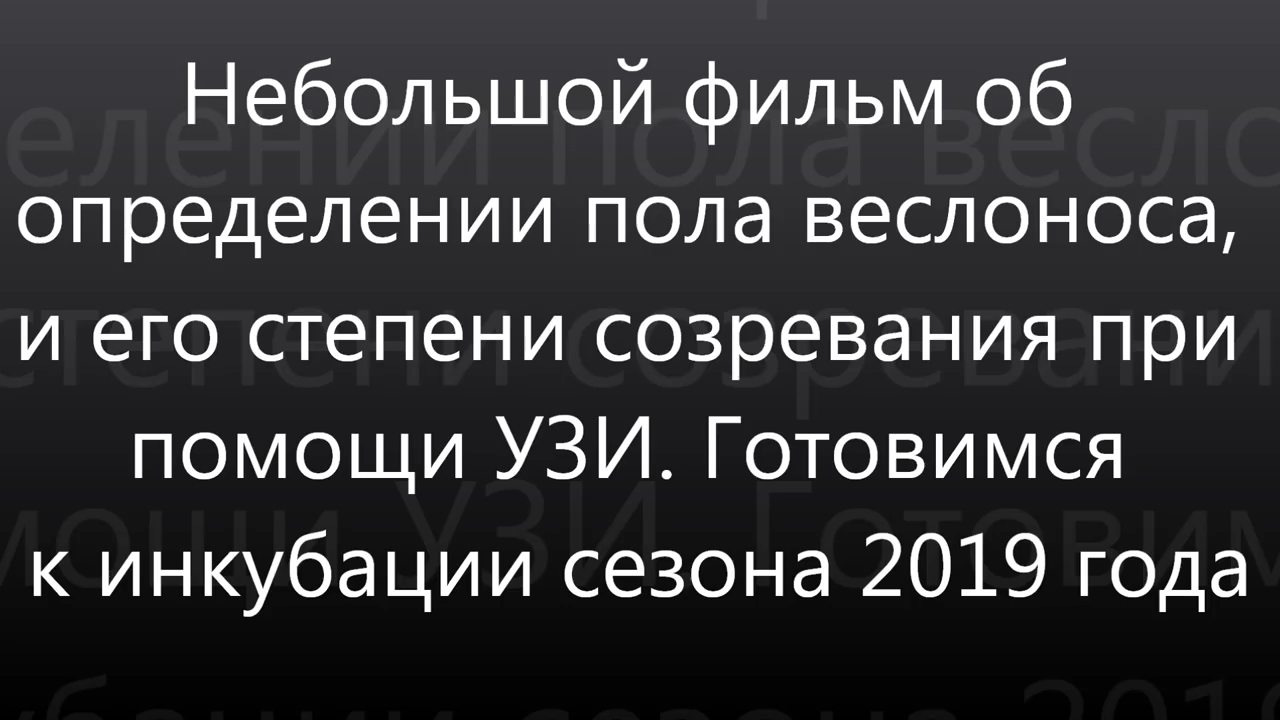 Небольшой фильм об
определении пола веслоноса,
и его степени созревания при
помощи УЗИ. Готовимся
к инкубации сезона 2019 года